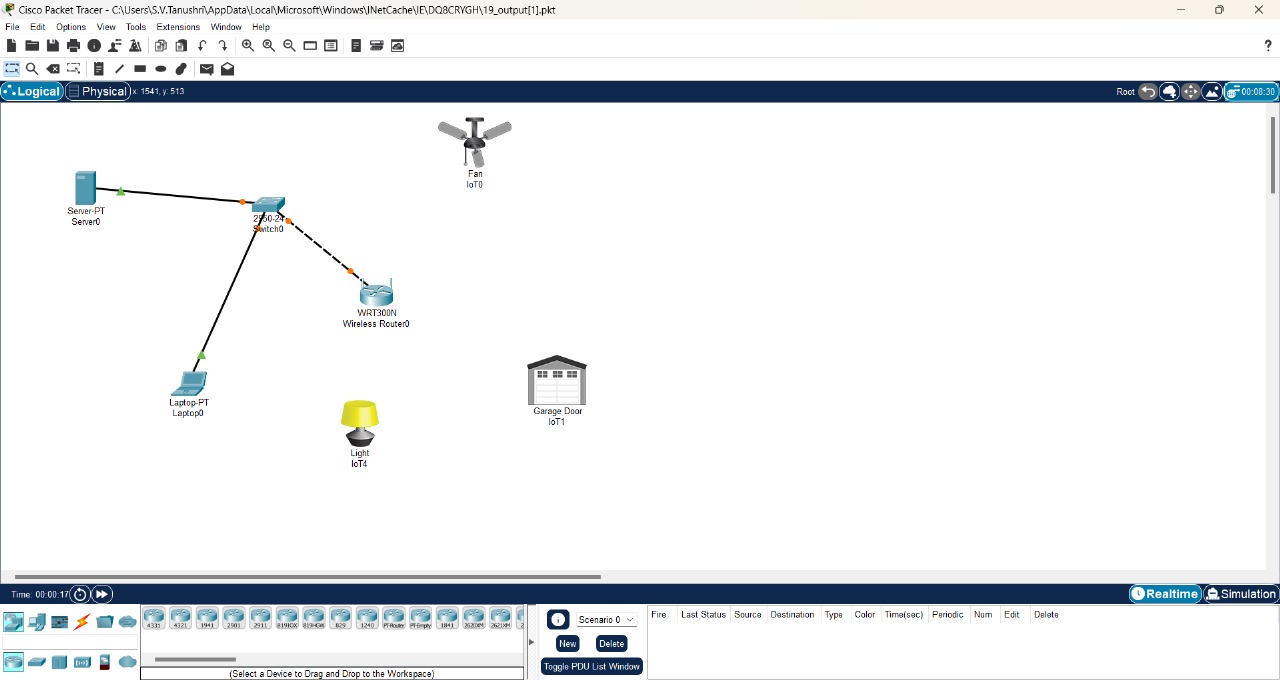 Cisco Packet Tracer - C:\Users\S.V.Tanushri\AppData\Local\Microsoft\Windows\INetCache\IE\DQ8CRYGH\19_output[1].pkt
File Edit Options View Tools Extensions Window Help
Logical Physical x: 1541, y: 513 Root 00:08:30
Fan
IoT0
Server-PT
Server0
2950-24
Switch0
WRT300N
Wireless Router0
Garage Door
IoT1
Laptop-PT
Laptop0
Light
IoT4
Time: 00:00:17 Realtime Simulation
4331 4321 1941 2901 2911 819IOX 819HGW 829 1240 PT-Router PT-Empty 1841 2620XM 2621XM
Scenario 0
New Delete
Toggle PDU List Window
Fire Last Status Source Destination Type Color Time(sec) Periodic Num Edit Delete
(Select a Device to Drag and Drop to the Workspace)